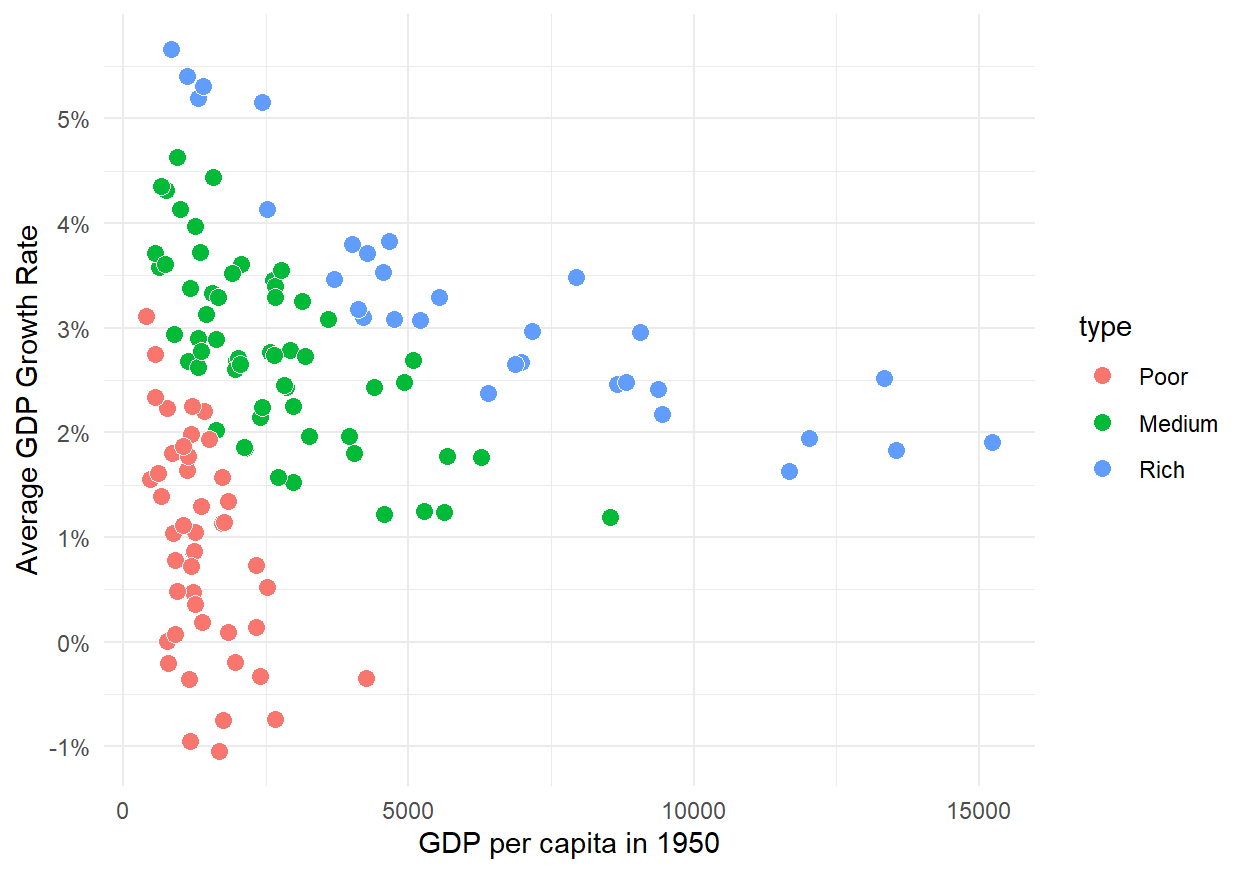 5%
4%
3%
2%
1%
0%
-1%
Average GDP Growth Rate
0 5000 10000 15000
GDP per capita in 1950
type
Poor
Medium
Rich